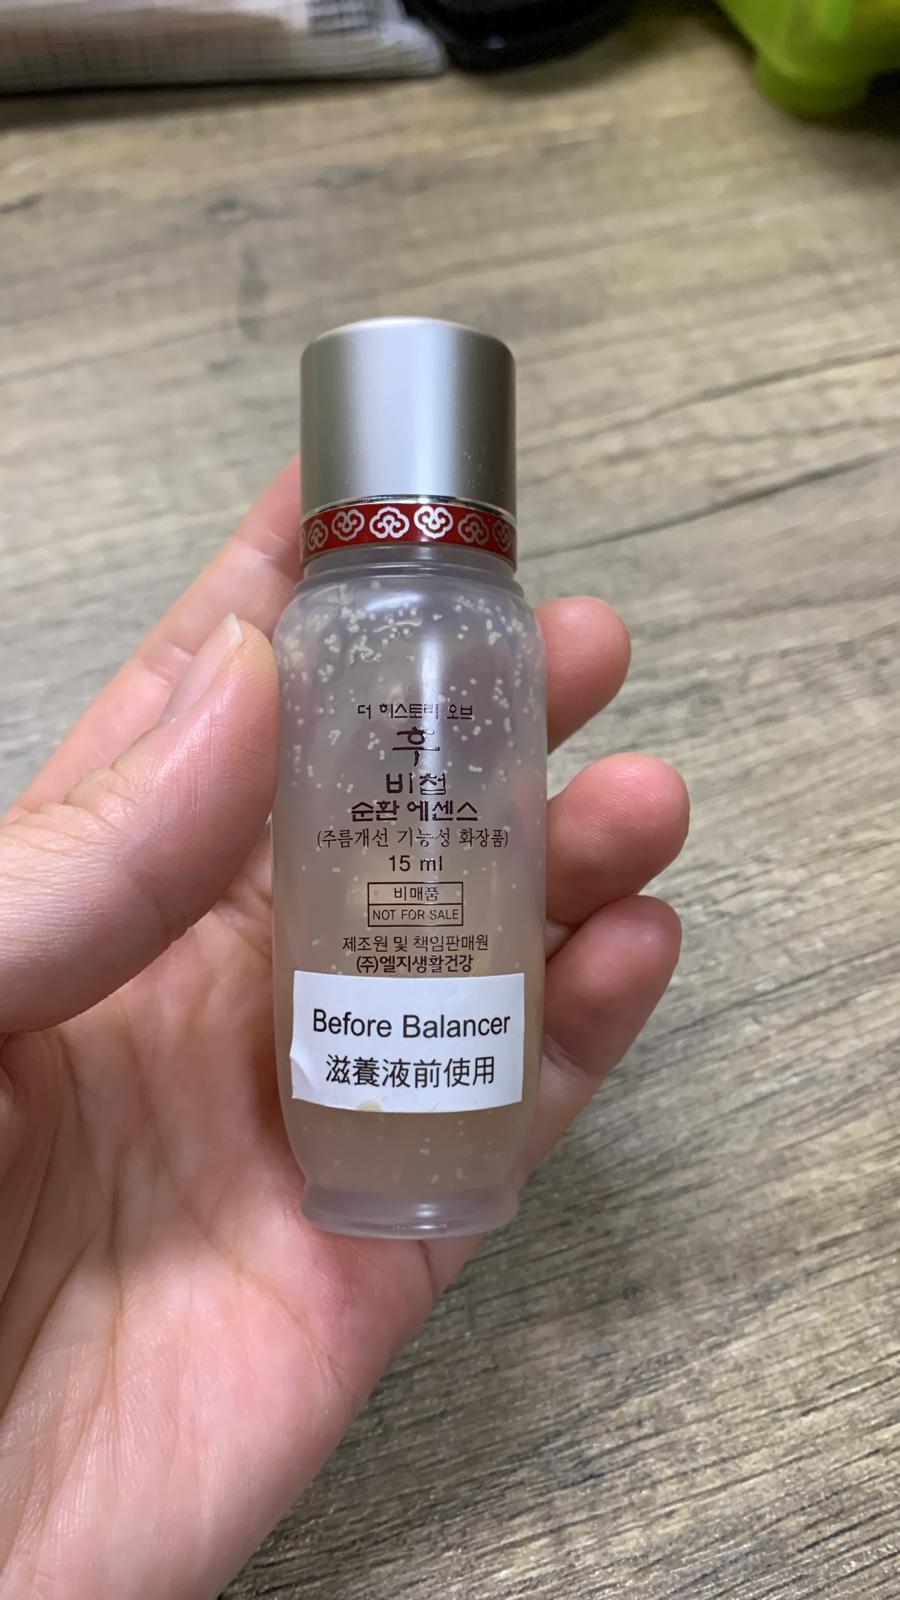 더 히스토리 오브
후
비첩
순환 에센스
(주름개선 기능성 화장품)
15 ml
비매품
NOT FOR SALE
제조원 및 책임판매원
(주)엘지생활건강
Before Balancer
滋養液前使用